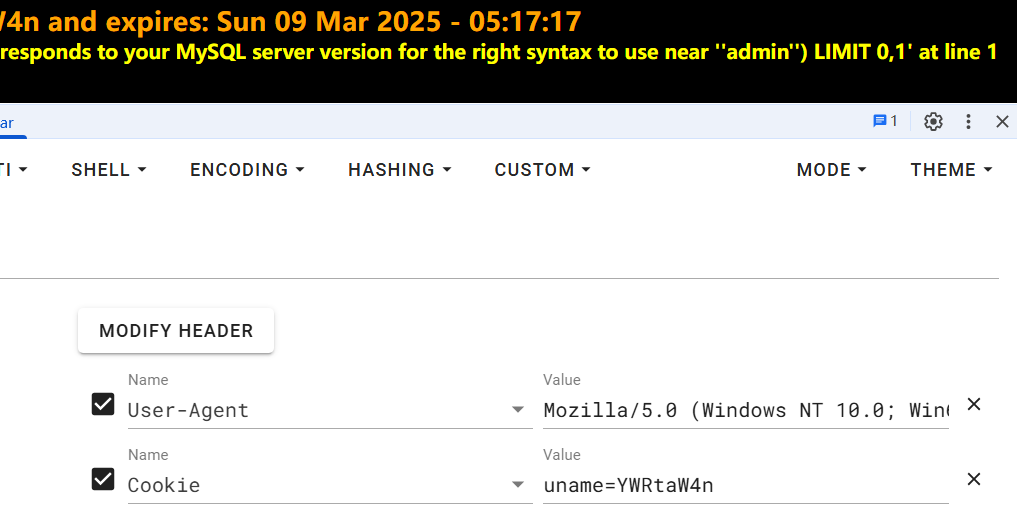 W4n and expires: Sun 09 Mar 2025 - 05:17:17
responds to your MySQL server version for the right syntax to use near ''admin'') LIMIT 0,1' at line 1
ar
1
TI
SHELL
ENCODING
HASHING
CUSTOM
MODE
THEME
MODIFY HEADER
Name
Value
User-Agent
Mozilla/5.0 (Windows NT 10.0; Win6
Name
Value
Cookie
uname=YWRtaW4n